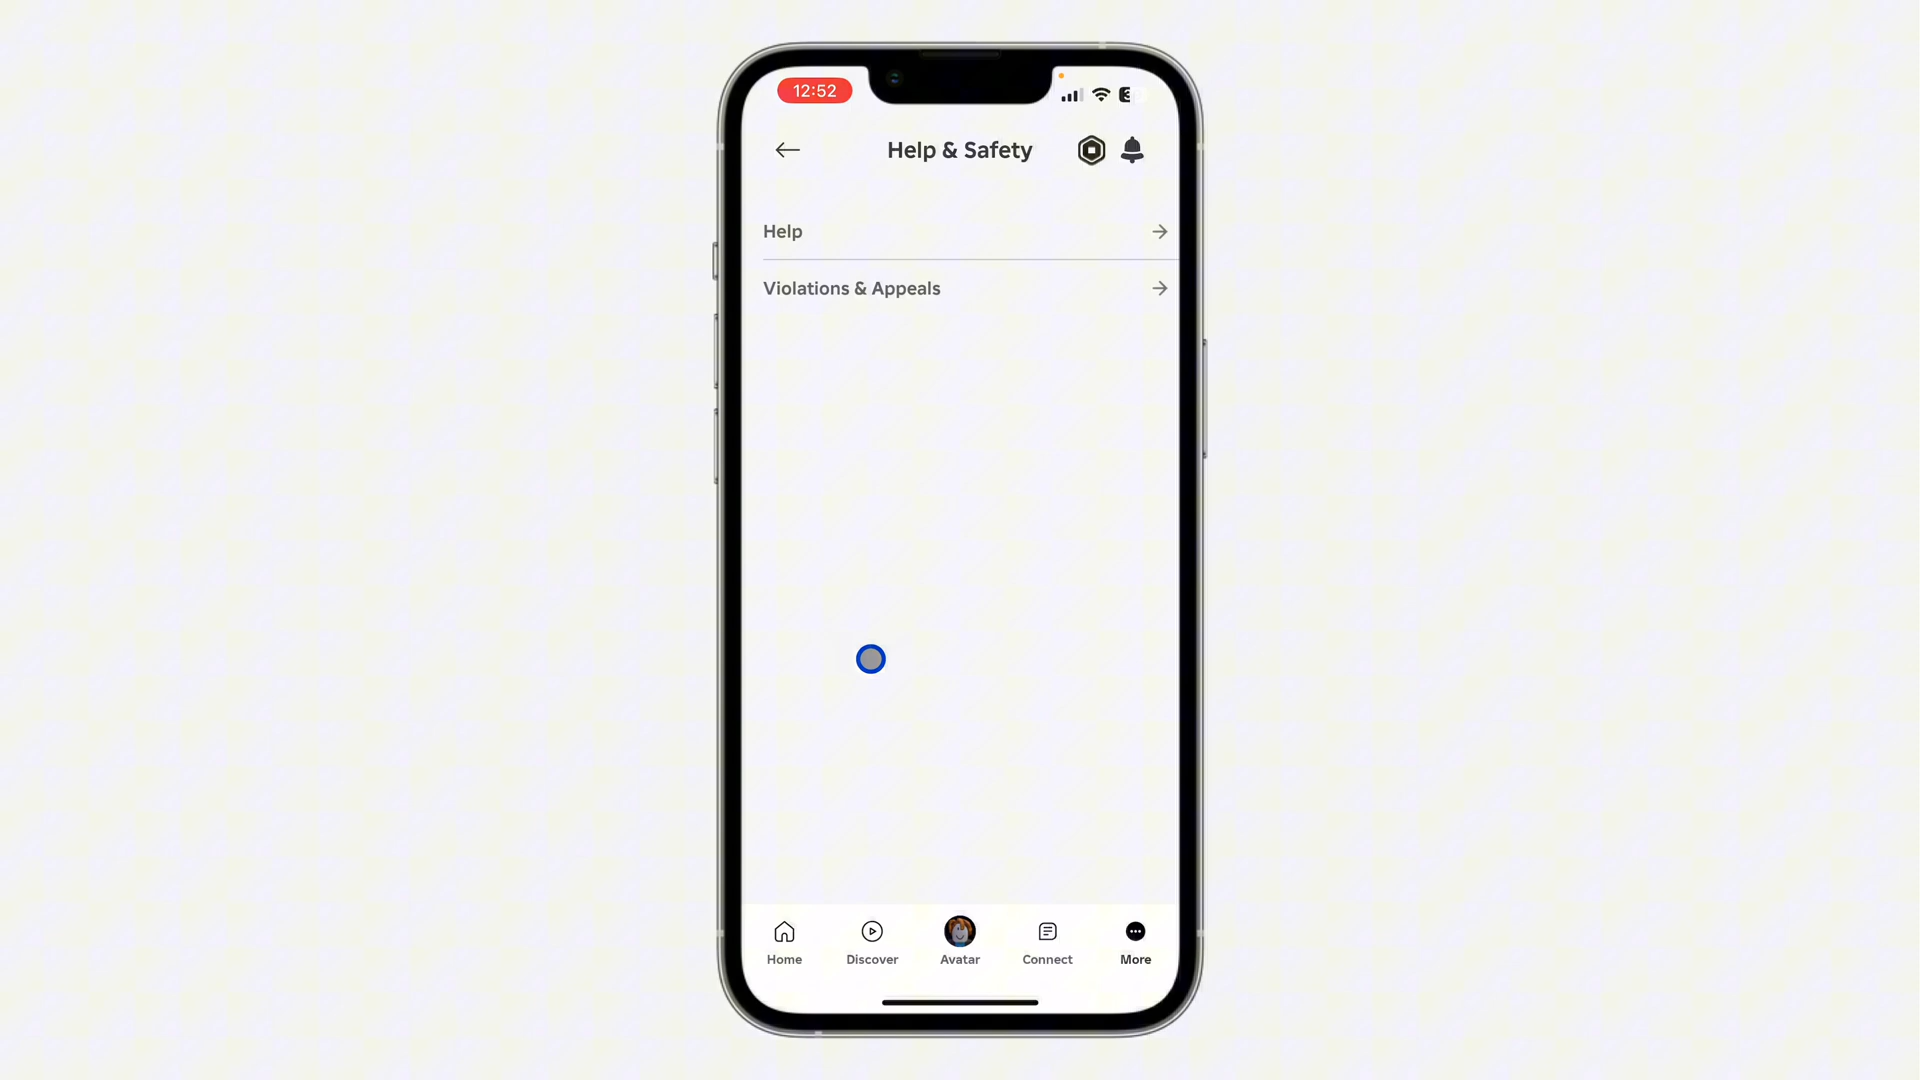 12:52
Help & Safety
Help
Violations & Appeals
Home
Discover
Avatar
Connect
More